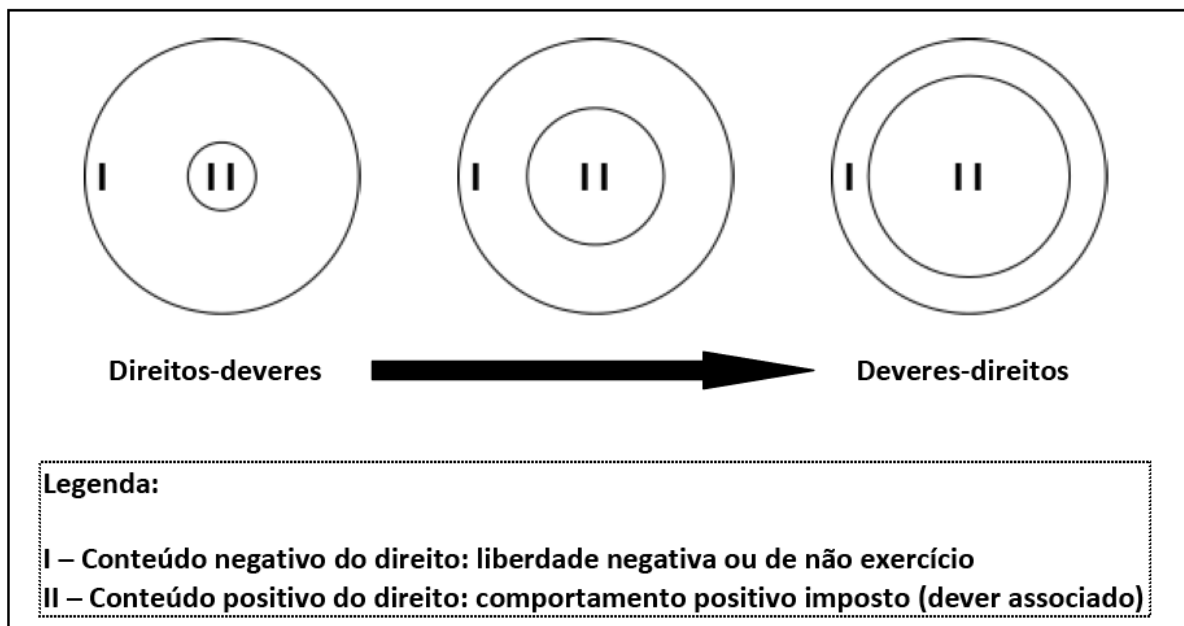 I II I II I II
Direitos-deveres Deveres-direitos
Legenda:
I – Conteúdo negativo do direito: liberdade negativa ou de não exercício
II – Conteúdo positivo do direito: comportamento positivo imposto (dever associado)